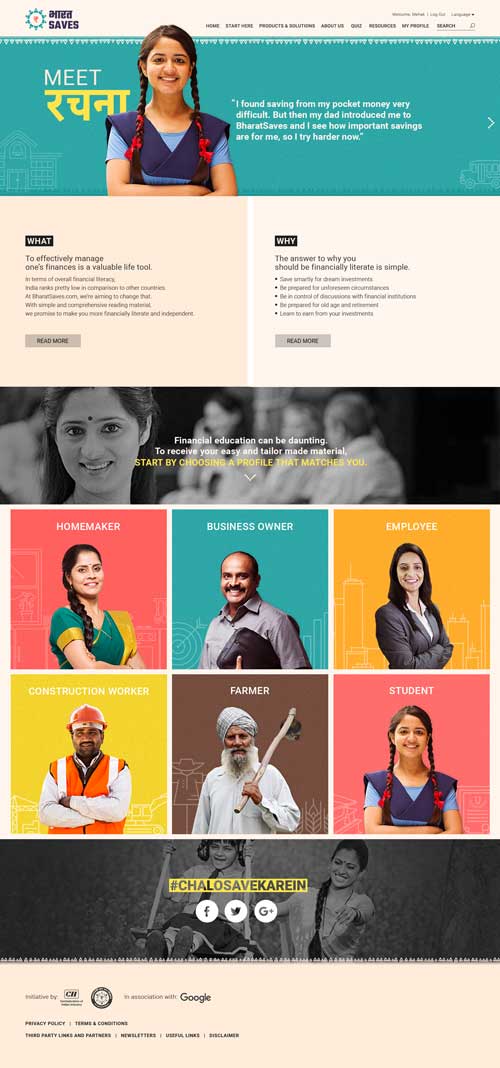 भारत
SAVES
Welcome, Mehak | Log Out Language
HOME START HERE PRODUCTS & SOLUTIONS ABOUT US QUIZ RESOURCES MY PROFILE SEARCH
MEET
रचना
"I found saving from my pocket money very
difficult. But then my dad introduced me to
BharatSaves and I see how important savings
are for me, so I try harder now."
WHAT
To effectively manage
one's finances is a valuable life tool.
In terms of overall financial literacy,
India ranks pretty low in comparison to other countries.
At BharatSaves.com, we're aiming to change that.
With simple and comprehensive reading material,
we promise to make you more financially literate and independent.
READ MORE
WHY
The answer to why you
should be financially literate is simple.
• Save smartly for dream investments
• Be prepared for unforeseen circumstances
• Be in control of discussions with financial institutions
• Be prepared for old age and retirement
• Learn to earn from your investments
READ MORE
Financial education can be daunting.
To receive your easy and tailor made material,
START BY CHOOSING A PROFILE THAT MATCHES YOU.
HOMEMAKER
BUSINESS OWNER
EMPLOYEE
CONSTRUCTION WORKER
FARMER
STUDENT
#CHALOSAVEKAREIN
f G+
Initiative by: CII In association with: Google
Confederation of Indian Industry
PRIVACY POLICY | TERMS & CONDITIONS
THIRD PARTY LINKS AND PARTNERS | NEWSLETTERS | USEFUL LINKS | DISCLAIMER